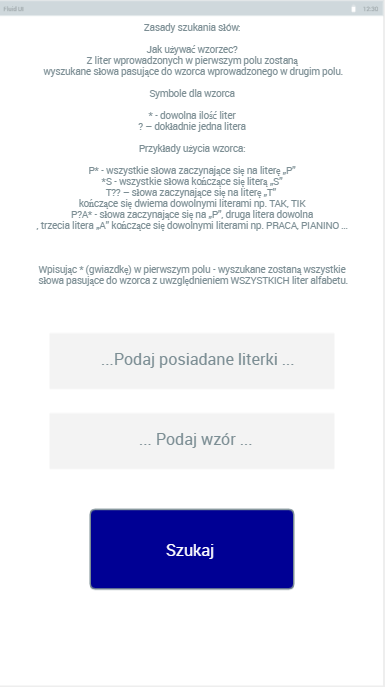 Fluid UI
12:30
Zasady szukania słów:
Jak używać wzorzec?
Z liter wprowadzonych w pierwszym polu zostaną
wyszukane słowa pasujące do wzorca wprowadzonego w drugim polu.
Symbole dla wzorca
* - dowolna ilość liter
? – dokładnie jedna litera
Przykłady użycia wzorca:
P* - wszystkie słowa zaczynające się na literę „P”
*S - wszystkie słowa kończące się literą „S”
T?? – słowa zaczynające się na literę „T”
kończące się dwiema dowolnymi literami np. TAK, TIK
P?A* - słowa zaczynające się na „P”, druga litera dowolna
, trzecia litera „A” kończące się dowolnymi literami np. PRACA, PIANINO ...
Wpisując * (gwiazdkę) w pierwszym polu - wyszukane zostaną wszystkie
słowa pasujące do wzorca z uwzględnieniem WSZYSTKICH liter alfabetu.
...Podaj posiadane literki ...
... Podaj wzór ...
Szukaj